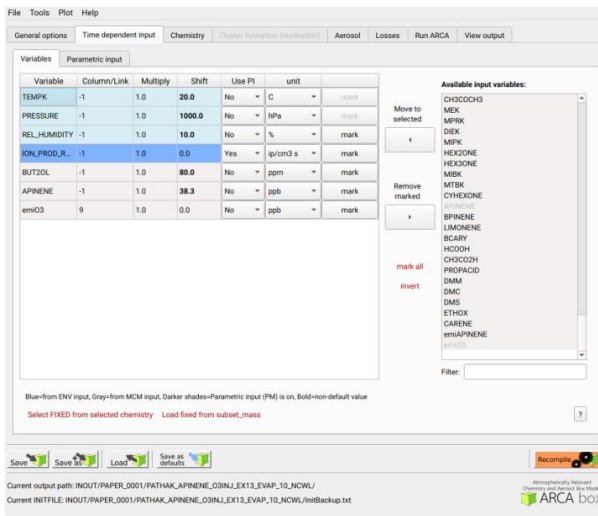 File Tools Plot Help
General options Time dependent input Chemistry Cluster formation (nucleation) Aerosol Losses Run ARCA View output
Variables Parametric input
Variable Column/Link Multiply Shift Use PI unit
TEMPK -1 1.0 20.0 No C mark
PRESSURE -1 1.0 1000.0 No hPa mark
REL_HUMIDITY -1 1.0 10.0 No % mark
ION_PROD_R... -1 1.0 0.0 Yes ip/cm3 s mark
BUT2OL -1 1.0 80.0 No ppm mark
APINENE -1 1.0 38.3 No ppb mark
emiO3 9 1.0 0.0 No ppb mark
Move to
selected
Remove
marked
mark all
invert
Available input variables:
CH3COCH3
MEK
MPRK
DIEK
MIPK
HEX2ONE
HEX3ONE
MIBK
MTBK
CYHEXONE
APINENE
BPINENE
LIMONENE
BCARY
HCOOH
CH3CO2H
PROPACID
DMM
DMC
DMS
ETHOX
CARENE
emiAPINENE
emiO3
Filter:
Blue=from ENV input, Gray=from MCM input, Darker shades=Parametric input (PM) is on, Bold=non-default value
Select FIXED from selected chemistry Load fixed from subset_mass
?
Save Save as Load Save as defaults Recompile
Current output path: INOUT/PAPER_0001/PATHAK_APINENE_O3INJ_EX13_EVAP_10_NCWL/
Current INITFILE: INOUT/PAPER_0001/PATHAK_APINENE_O3INJ_EX13_EVAP_10_NCWL/InitBackup.txt
Atmospherically Relevant
Chemistry and Aerosol Box Mode
ARCA box